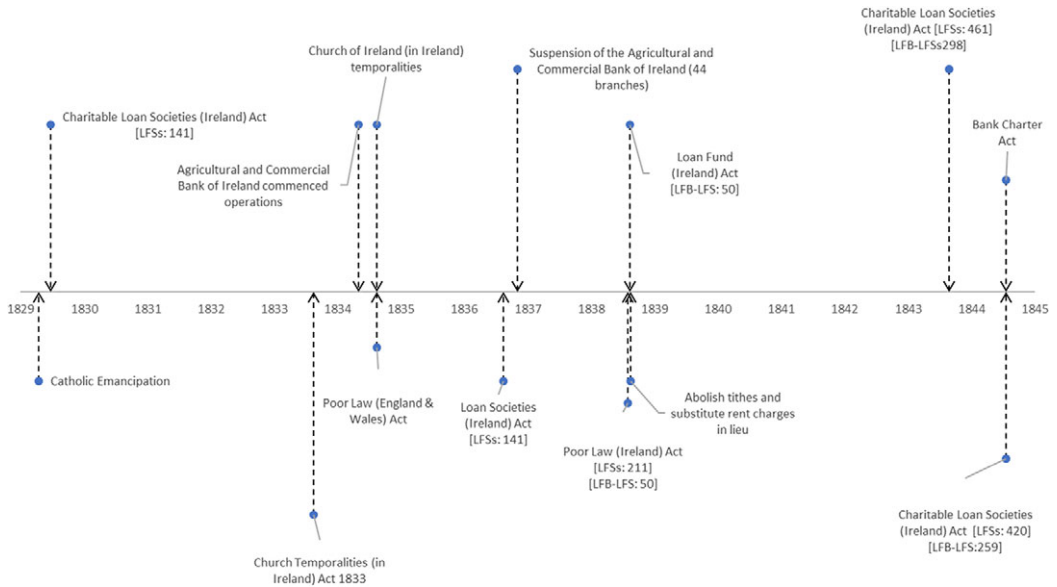 Charitable Loan Societies
(Ireland) Act [LFSs: 461]
[LFB-LFSs298]
Church of Ireland (in Ireland)
temporalities
Suspension of the Agricultural and
Commercial Bank of Ireland (44
branches)
Charitable Loan Societies (Ireland) Act
[LFSs: 141]
Bank Charter
Act
Agricultural and Commercial
Bank of Ireland commenced
operations
Loan Fund
(Ireland) Act
[LFB-LFS: 50]
1829 1830 1831 1832 1833 1834 1835 1836 1837 1838 1839 1840 1841 1842 1843 1844 1845
Catholic Emancipation
Poor Law (England &
Wales) Act
Loan Societies
(Ireland) Act
[LFSs: 141]
Abolish tithes and
substitute rent charges
in lieu
Poor Law (Ireland) Act
[LFSs: 211]
[LFB-LFS: 50]
Charitable Loan Societies
(Ireland) Act [LFSs: 420]
[LFB-LFS:259]
Church Temporalities (in
Ireland) Act 1833